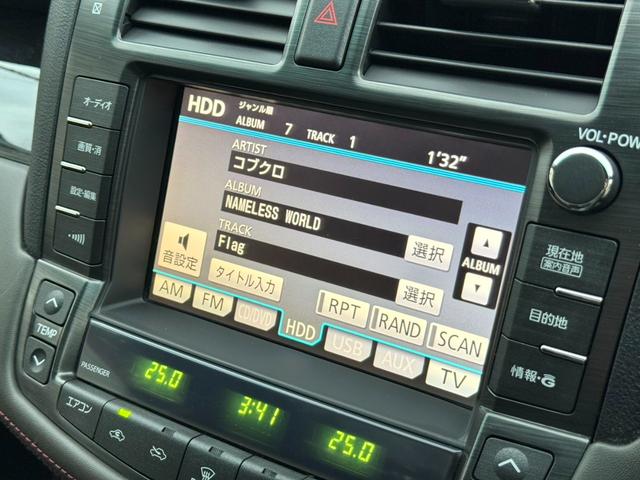 オーディオ
画質・消
設定・編集
TEMP
HDD ジャンル順
ALBUM 7 TRACK 1 1'32"
ARTIST
コブクロ
ALBUM
NAMELESS WORLD
TRACK
Flag
選択
選択
ALBUM
音設定
タイトル入力
RPT
RAND
SCAN
AM
FM
CD/DVD
HDD
USB
AUX
TV
VOL・POW
現在地
案内音声
目的地
情報・G
PASSENGER
25.0
3:41
25.0
エアコン